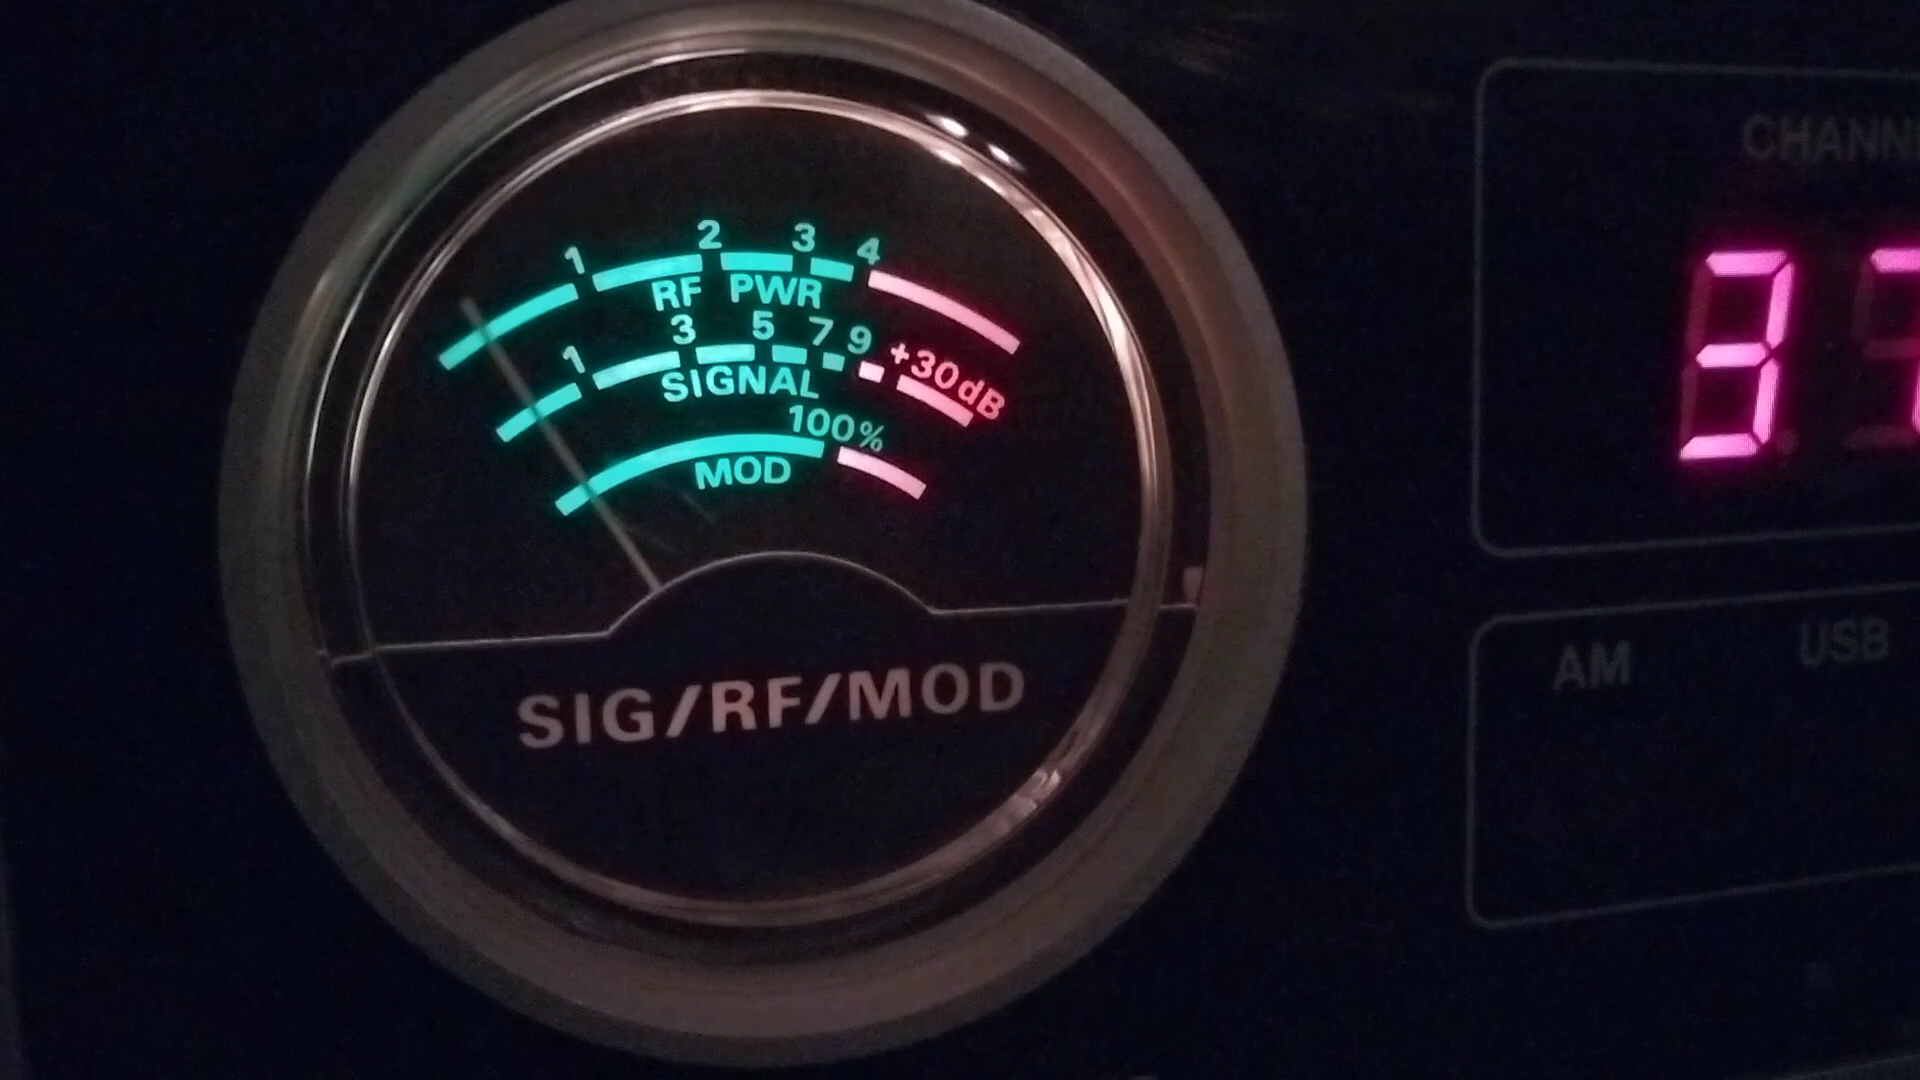 1 2 3 4
RF PWR
1 3 5 7 9 +30dB
SIGNAL
100%
MOD
SIG/RF/MOD
3
AM USB